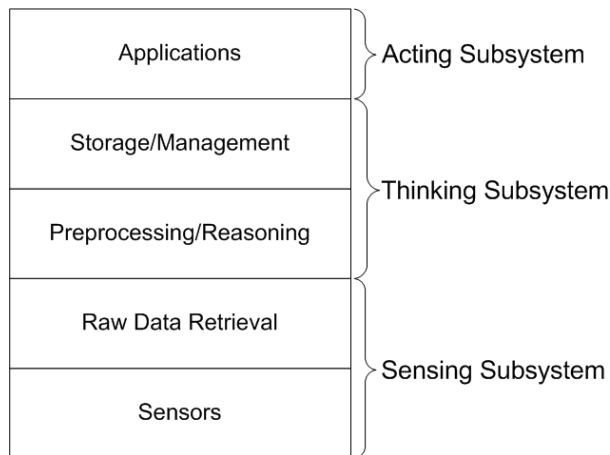 Applications
Acting Subsystem
Storage/Management
Thinking Subsystem
Preprocessing/Reasoning
Raw Data Retrieval
Sensing Subsystem
Sensors